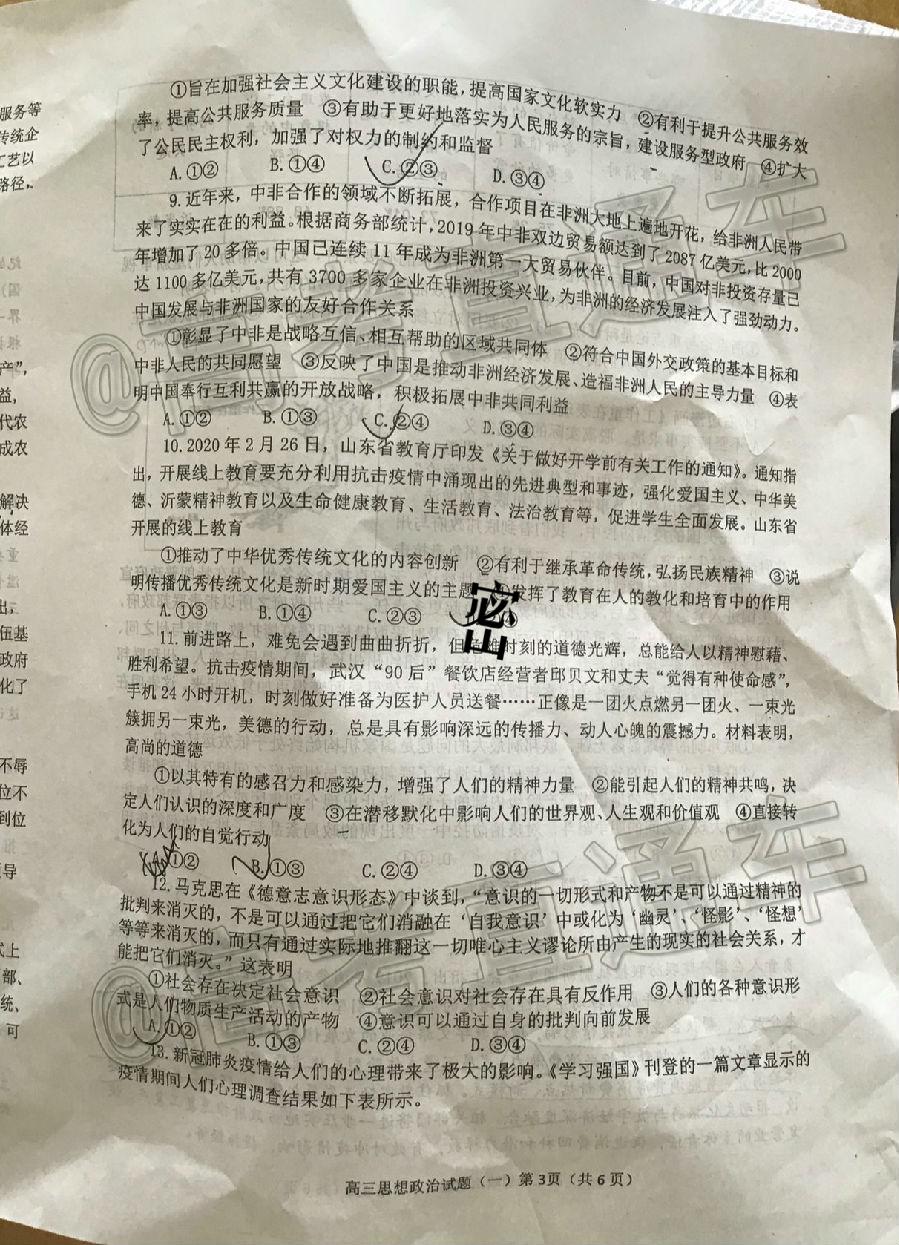 ①旨在加强社会主义文化建设的职能，提高国家文化软实力 ②有利于提升公共服务效
率，提高公共服务质量 ③有助于更好地落实为人民服务的宗旨，建设服务型政府 ④扩大
了公民民主权利，加强了对权力的制约和监督
A.①② B.①④ C.②③ D.③④
9.近年来，中非合作的领域不断拓展，合作项目在非洲大地上遍地开花，给非洲人民带
来了实实在在的利益。根据商务部统计，2019年中非双边贸易额达到了2087亿美元，比2000
年增加了20多倍。中国已连续11年成为非洲第一大贸易伙伴。目前，中国对非投资存量已
达1100多亿美元，共有3700多家企业在非洲投资兴业，为非洲的经济发展注入了强劲动力。
中国发展与非洲国家的友好合作关系
①彰显了中非是战略互信、相互帮助的区域共同体 ②符合中国外交政策的基本目标和
中非人民的共同愿望 ③反映了中国是推动非洲经济发展、造福非洲人民的主导力量 ④表
明中国奉行互利共赢的开放战略，积极拓展中非共同利益
A.①② B.①③ C.②④ D.③④
10.2020年2月26日，山东省教育厅印发《关于做好开学前有关工作的通知》。通知指
出，开展线上教育要充分利用抗击疫情中涌现出的先进典型和事迹，强化爱国主义、中华美
德、沂蒙精神教育以及生命健康教育、生活教育、法治教育等，促进学生全面发展。山东省
开展的线上教育
①推动了中华优秀传统文化的内容创新 ②有利于继承革命传统，弘扬民族精神 ③说
明传播优秀传统文化是新时期爱国主义的主题 ④发挥了教育在人的教化和培育中的作用
A.①③ B.①④ C.②③ ④
密
出
11.前进路上，难免会遇到曲曲折折，但危难时刻的道德光辉，总能给人以精神慰藉、
胜利希望。抗击疫情期间，武汉“90后”餐饮店经营者邱贝文和丈夫“觉得有种使命感”，
手机24小时开机，时刻做好准备为医护人员送餐……正像是一团火点燃另一团火、一束光
簇拥另一束光，美德的行动，总是具有影响深远的传播力、动人心魄的震撼力。材料表明，
高尚的道德
①以其特有的感召力和感染力，增强了人们的精神力量 ②能引起人们的精神共鸣，决
定人们认识的深度和广度 ③在潜移默化中影响人们的世界观、人生观和价值观 ④直接转
化为人们的自觉行动
①② B.①③ C.②④ D.③④
12.马克思在《德意志意识形态》中谈到，“意识的一切形式和产物不是可以通过精神的
批判来消灭的，不是可以通过把它们消融在‘自我意识’中或化为‘幽灵’、‘怪影’、‘怪想’
等等来消灭的，而只有通过实际地推翻这一切唯心主义谬论所由产生的现实的社会关系，才
能把它们消灭。”这表明
①社会存在决定社会意识 ②社会意识对社会存在具有反作用 ③人们的各种意识形
式是人们物质生产活动的产物 ④意识可以通过自身的批判向前发展
A.①② B.①③ C.②④ D.③④
13.新冠肺炎疫情给人们的心理带来了极大的影响。《学习强国》刊登的一篇文章显示的
疫情期间人们心理调查结果如下表所示。
高三思想政治试题（一）第3页（共6页）
服务等
传统企
工艺以
路径。
产”，
益，
代农
成农
解决
体经
伍基
政府
化了
不辱
位不
到位
领导
式上
部、
统，
可
@高考直通车
@高考直通车